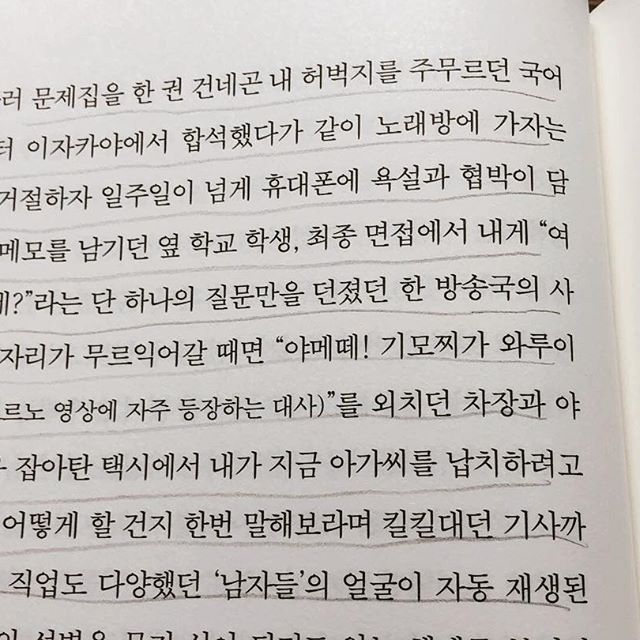 러 문제집을 한 권 건네곤 내 허벅지를 주무르던 국어
터 이자카야에서 합석했다가 같이 노래방에 가자는
거절하자 일주일이 넘게 휴대폰에 욕설과 협박이 담
메모를 남기던 옆 학교 학생, 최종 면접에서 내게 “여
?”라는 단 하나의 질문만을 던졌던 한 방송국의 사
자리가 무르익어갈 때면 “야메떼! 기모찌가 와루이
르노 영상에 자주 등장하는 대사)”를 외치던 차장과 야
잡아탄 택시에서 내가 지금 아가씨를 납치하려고
어떻게 할 건지 한번 말해보라며 킬킬대던 기사까
직업도 다양했던 ‘남자들’의 얼굴이 자동 재생된